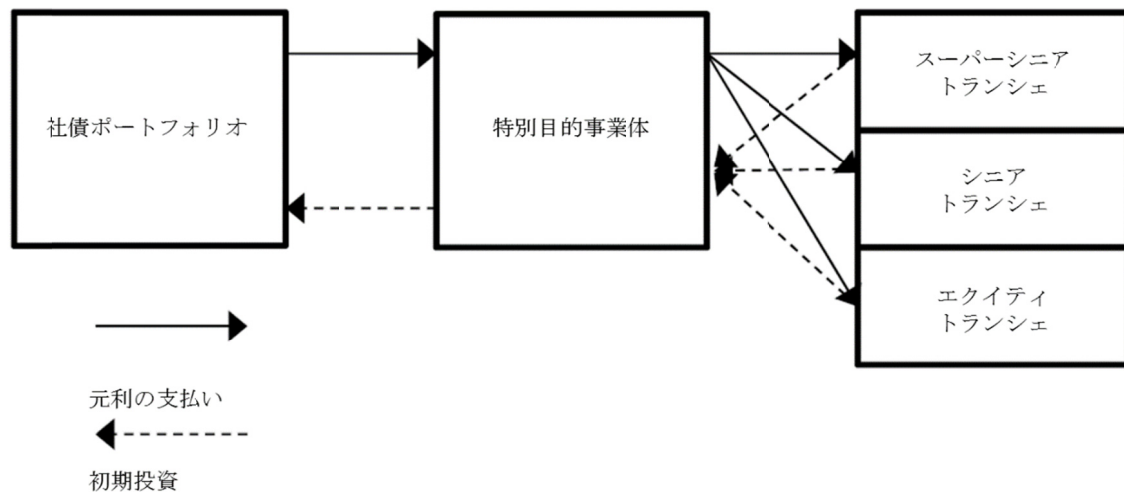 社債ポートフォリオ
特別目的事業体
スーパーシニア
トランシェ
シニア
トランシェ
エクイティ
トランシェ
元利の支払い
初期投資